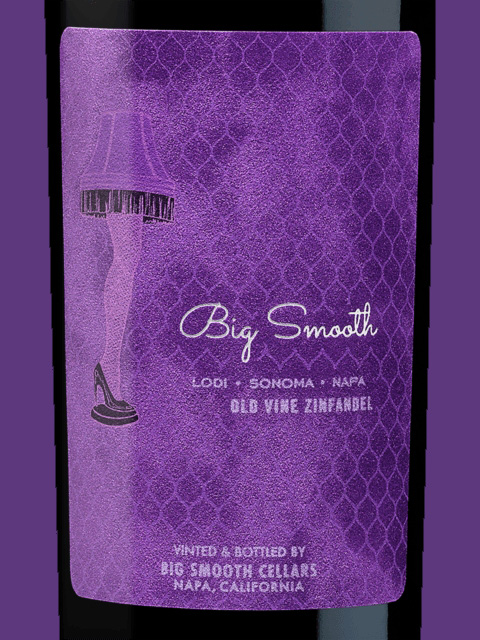 Big Smooth
LODI • SONOMA • NAPA
OLD VINE ZINFANDEL
VINTED & BOTTLED BY
BIG SMOOTH CELLARS
NAPA, CALIFORNIA